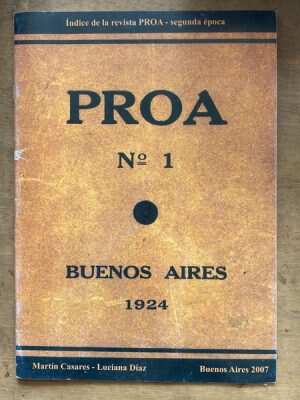 Índice de la revista PROA - segunda época
PROA
Nº 1
BUENOS AIRES
1924
Martín Casares - Luciana Díaz
Buenos Aires 2007